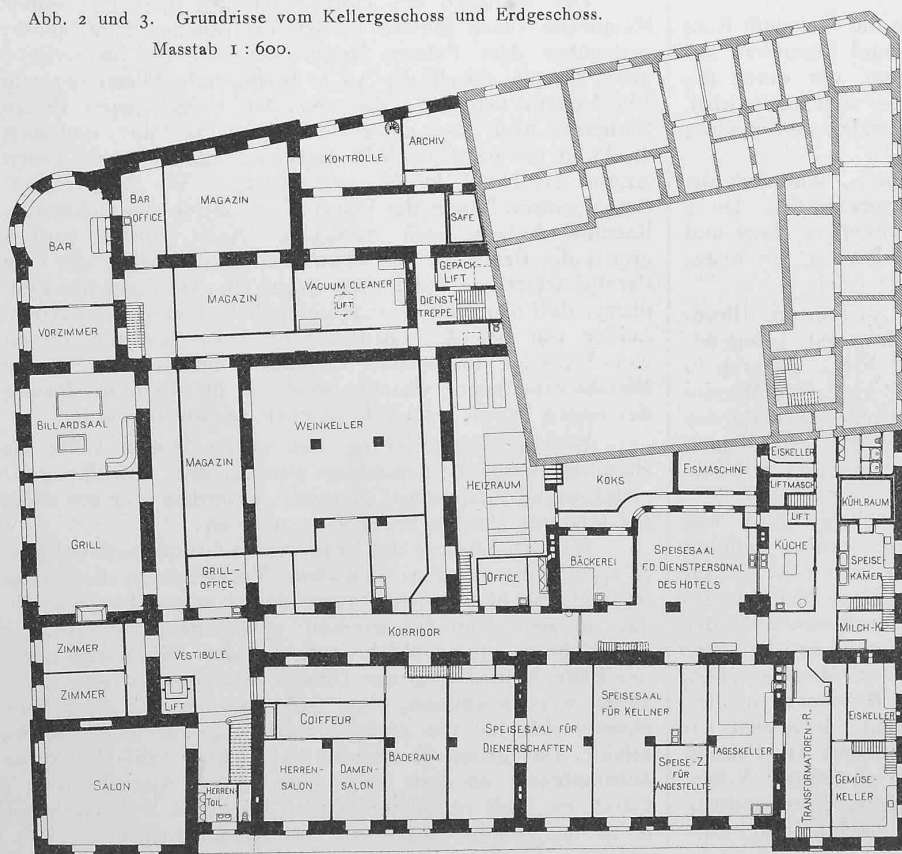 Abb. 2 und 3. Grundrisse vom Kellergeschoss und Erdgeschoss.
Masstab 1 : 600.
KONTROLLE
ARCHIV
BAR
BAR
OFFICE
MAGAZIN
SAFE
MAGAZIN
VACUUM CLEANER
LIFT
GEPÄCK-
LIFT
DIENST-
TREPPE
VORZIMMER
BILLARDSAAL
MAGAZIN
WEINKELLER
HEIZRAUM
KOKS
EISMASCHINE
EISKELLER
LIFTMASCH.
KÜHLRAUM
LIFT
GRILL
GRILL-
OFFICE
OFFICE
BÄCKEREI
SPEISESAAL
F.D. DIENSTPERSONAL
DES HOTELS
KÜCHE
SPEISE
KAMER
MILCH-K.
ZIMMER
VESTIBULE
KORRIDOR
ZIMMER
LIFT
SALON
HERREN-
TOIL.
COIFFEUR
HERREN-
SALON
DAMEN-
SALON
BADERAUM
SPEISESAAL FÜR
DIENERSCHAFTEN
SPEISESAAL
FÜR KELLNER
SPEISE-Z.
FÜR
ANGESTELLTE
TAGESKELLER
TRANSFORMATOREN-R.
EISKELLER
GEMÜSE-
KELLER